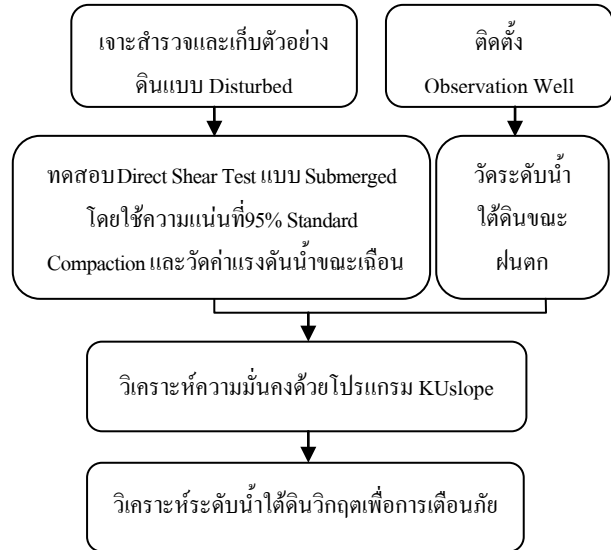 เจาะสำรวจและเก็บตัวอย่าง
ดินแบบ Disturbed
ติดตั้ง
Observation Well
ทดสอบ Direct Shear Test แบบ Submerged
โดยใช้ความแน่นที่95% Standard
Compaction และวัดค่าแรงดันน้ำขณะเฉือน
วัดระดับน้ำ
ใต้ดินขณะ
ฝนตก
วิเคราะห์ความมั่นคงด้วยโปรแกรม KUslope
วิเคราะห์ระดับน้ำใต้ดินวิกฤตเพื่อการเตือนภัย